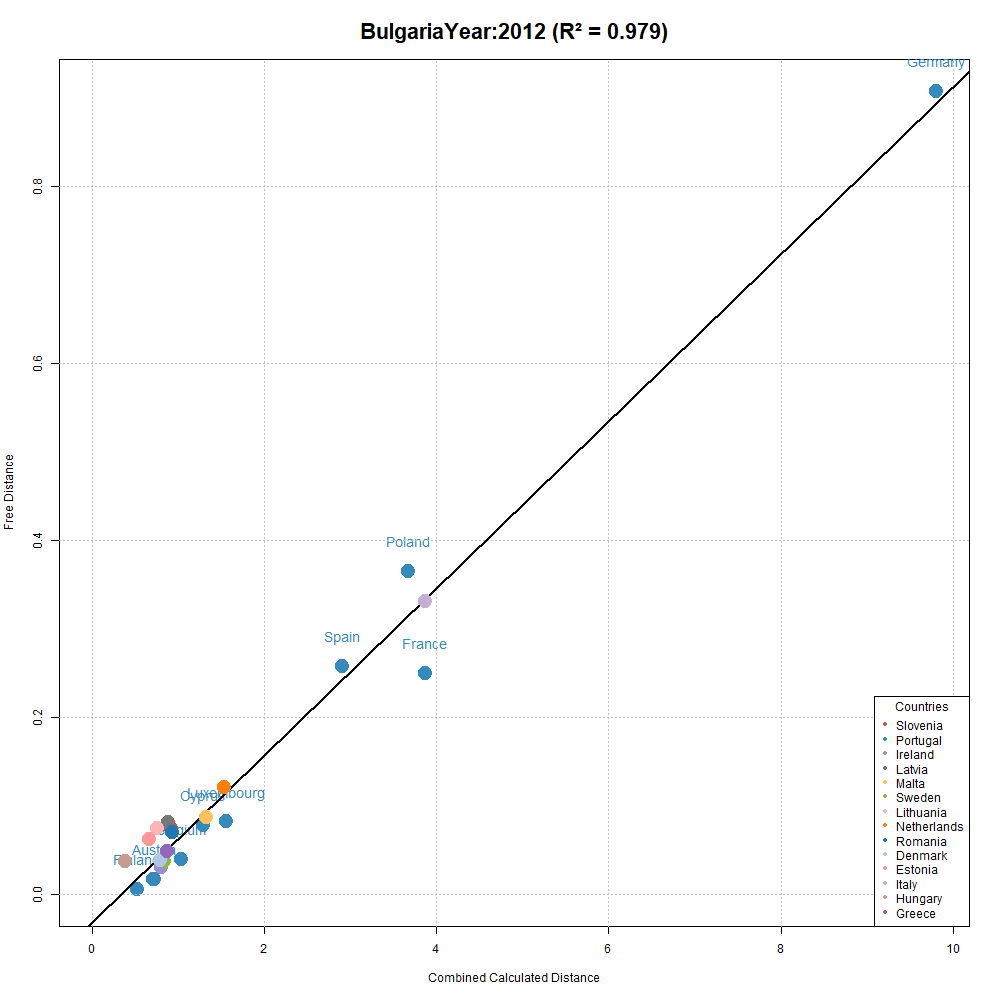 BulgariaYear:2012 (R² = 0.979)
Germany
0.8
0.6
Free Distance
0.4
Poland
Spain
France
0.2
Countries
Slovenia
Portugal
Ireland
Latvia
Malta
Sweden
Lithuania
Netherlands
Romania
Denmark
Estonia
Italy
Hungary
Greece
Luxembourg
Cyprus
0.0
0 2 4 6 8 10
Combined Calculated Distance